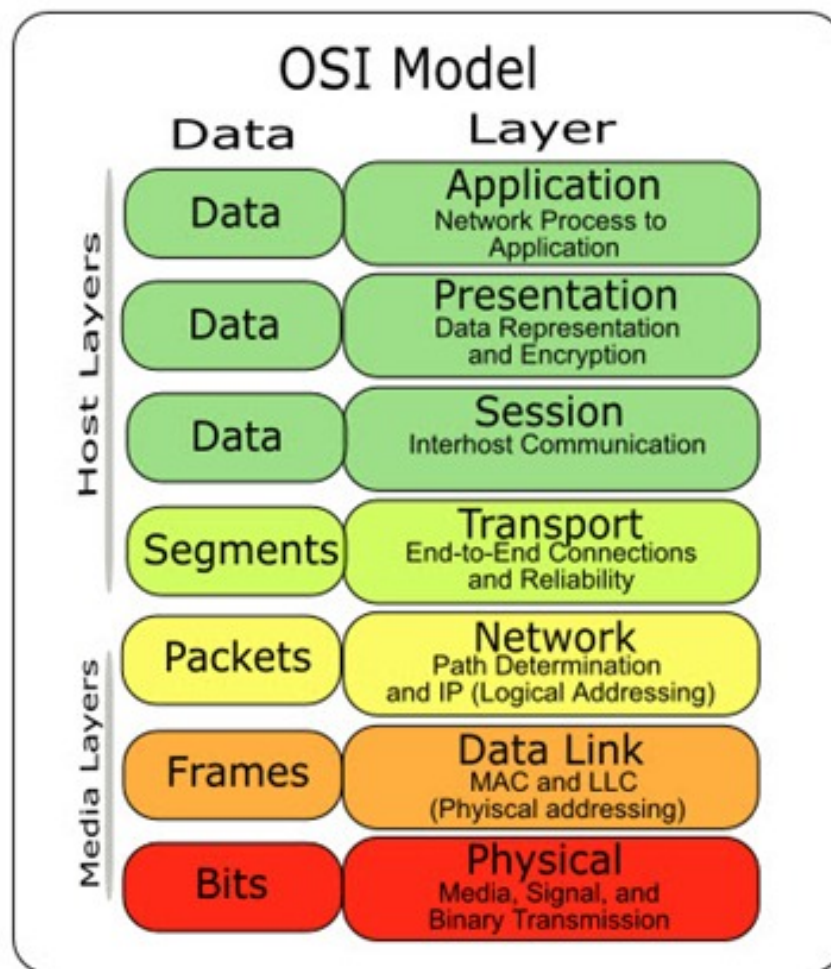 OSI Model
Data Layer
Host Layers
Data
Application
Network Process to
Application
Data
Presentation
Data Representation
and Encryption
Data
Session
Interhost Communication
Segments
Transport
End-to-End Connections
and Reliability
Media Layers
Packets
Network
Path Determination
and IP (Logical Addressing)
Frames
Data Link
MAC and LLC
(Phyiscal addressing)
Bits
Physical
Media, Signal, and
Binary Transmission